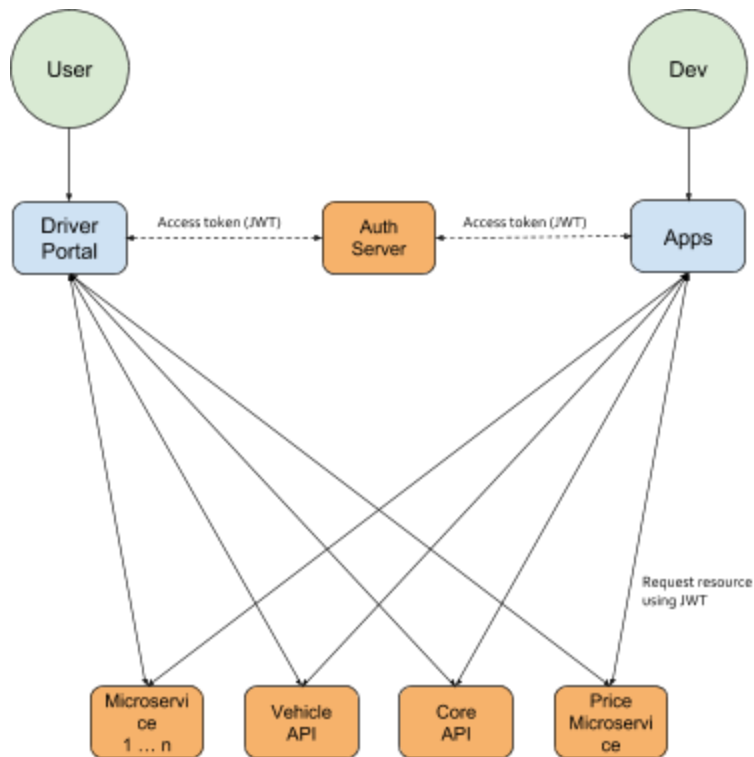 User
Dev
Driver
Portal
Access token (JWT)
Auth
Server
Access token (JWT)
Apps
Request resource
using JWT
Microservi
ce
1 ... n
Vehicle
API
Core
API
Price
Microservi
ce